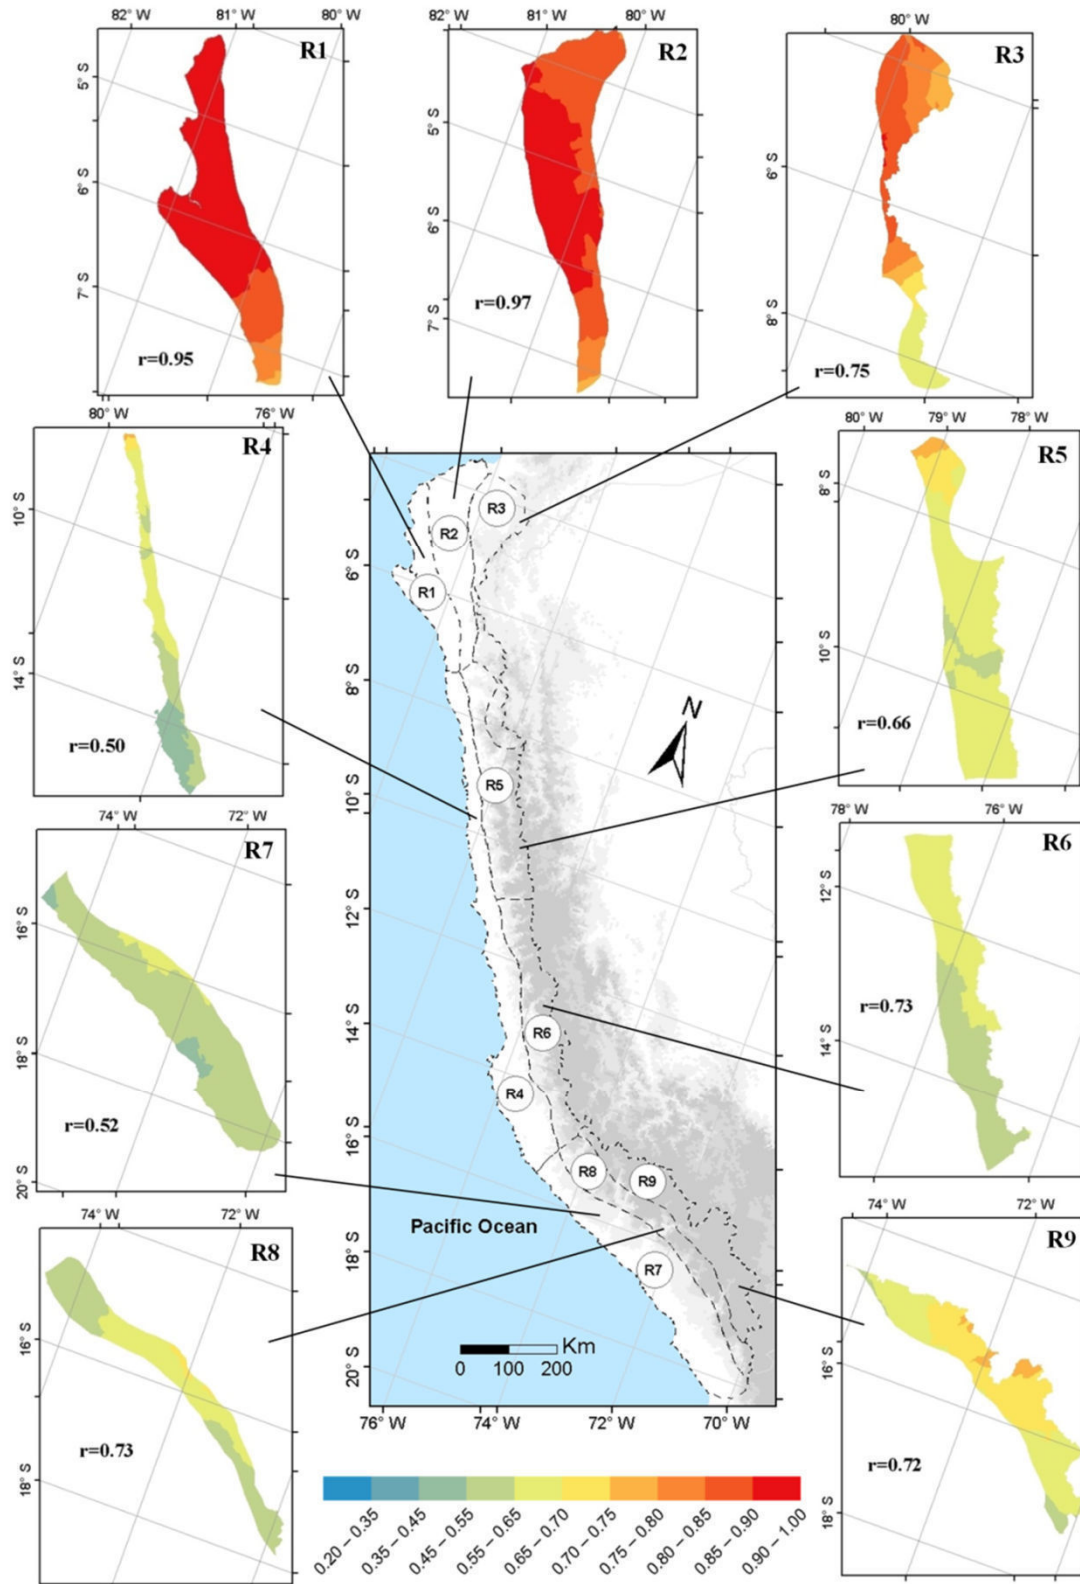 82° W 81° W 80° W
R1
5° S
6° S
7° S
r=0.95
82° W 81° W 80° W
R2
5° S
6° S
7° S
r=0.97
80° W
R3
6° S
8° S
r=0.75
80° W 76° W
R4
10° S
14° S
r=0.50
80° W 79° W 78° W
R5
8° S
10° S
r=0.66
74° W 72° W
R7
16° S
18° S
20° S
r=0.52
78° W 76° W
R6
12° S
14° S
r=0.73
74° W 72° W
R8
16° S
18° S
r=0.73
74° W 72° W
R9
16° S
18° S
r=0.72
R3
R2
R1
R5
R6
R4
R8
R9
R7
N
6° S
8° S
10° S
12° S
14° S
16° S
18° S
20° S
Pacific Ocean
Km
0 100 200
76° W 74° W 72° W 70° W
0.20 – 0.35
0.35 – 0.45
0.45 – 0.55
0.55 – 0.65
0.65 – 0.70
0.70 – 0.75
0.75 – 0.80
0.80 – 0.85
0.85 – 0.90
0.90 – 1.00